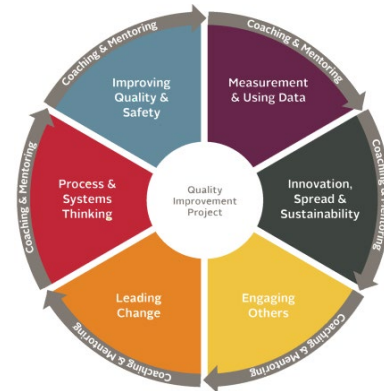 Coaching & Mentoring
Coaching & Mentoring
Improving
Quality &
Safety
Measurement
& Using Data
Coaching & Mentoring
Process &
Systems
Thinking
Quality
Improvement
Project
Innovation,
Spread &
Sustainability
Coaching & Mentoring
Leading
Change
Engaging
Others
Coaching & Mentoring
Coaching & Mentoring